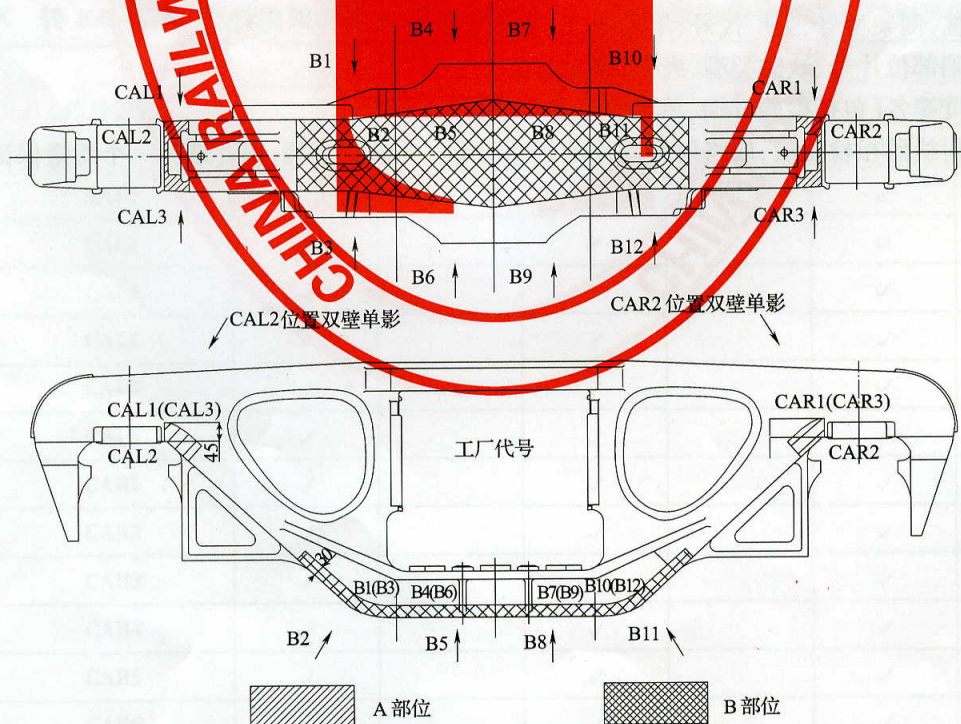 B4 B7
B1 B10
CAL1 CAR1
CAL2 B2 B5 B8 B11 CAR2
CAL3 CAR3
B3 B12
B6 B9
CHINA RAILW
CAL2位置双壁单影 CAR2位置双壁单影
CAL1(CAL3) CAR1(CAR3)
CAL2 45 工厂代号 CAR2
30
B1(B3) B4(B6) B7(B9) B10(B12)
B2 B5 B8 B11
A部位 B部位